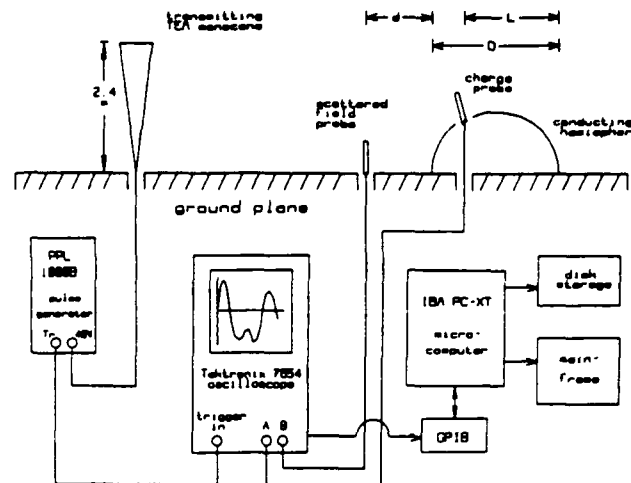 transmitting
TEM monocone
d
L
D
2.4
m
scattered
field
probe
charge
probe
conducting
hemispher
ground plane
PPL
1000B
pulse
generator
Tr
40V
Tektronix 7854
oscilloscope
trigger
in
A
B
IBM PC-XT
micro-
computer
disk
storage
main-
frame
GPIB